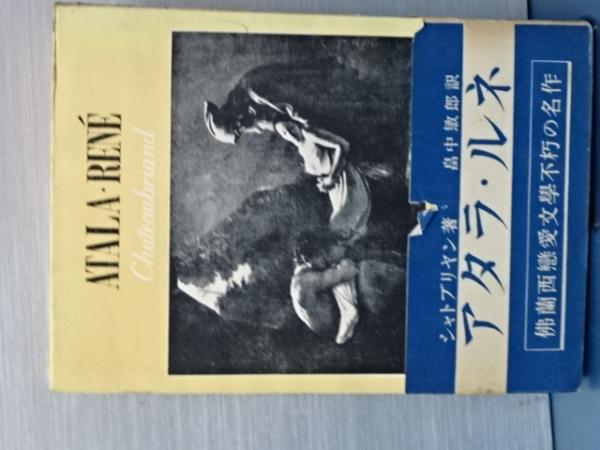 ATALA・RENÉ
Chateaubriand
シャトブリヤン著 畠中敏郎訳
アタラ・ルネ
佛蘭西戀愛文學不朽の名作